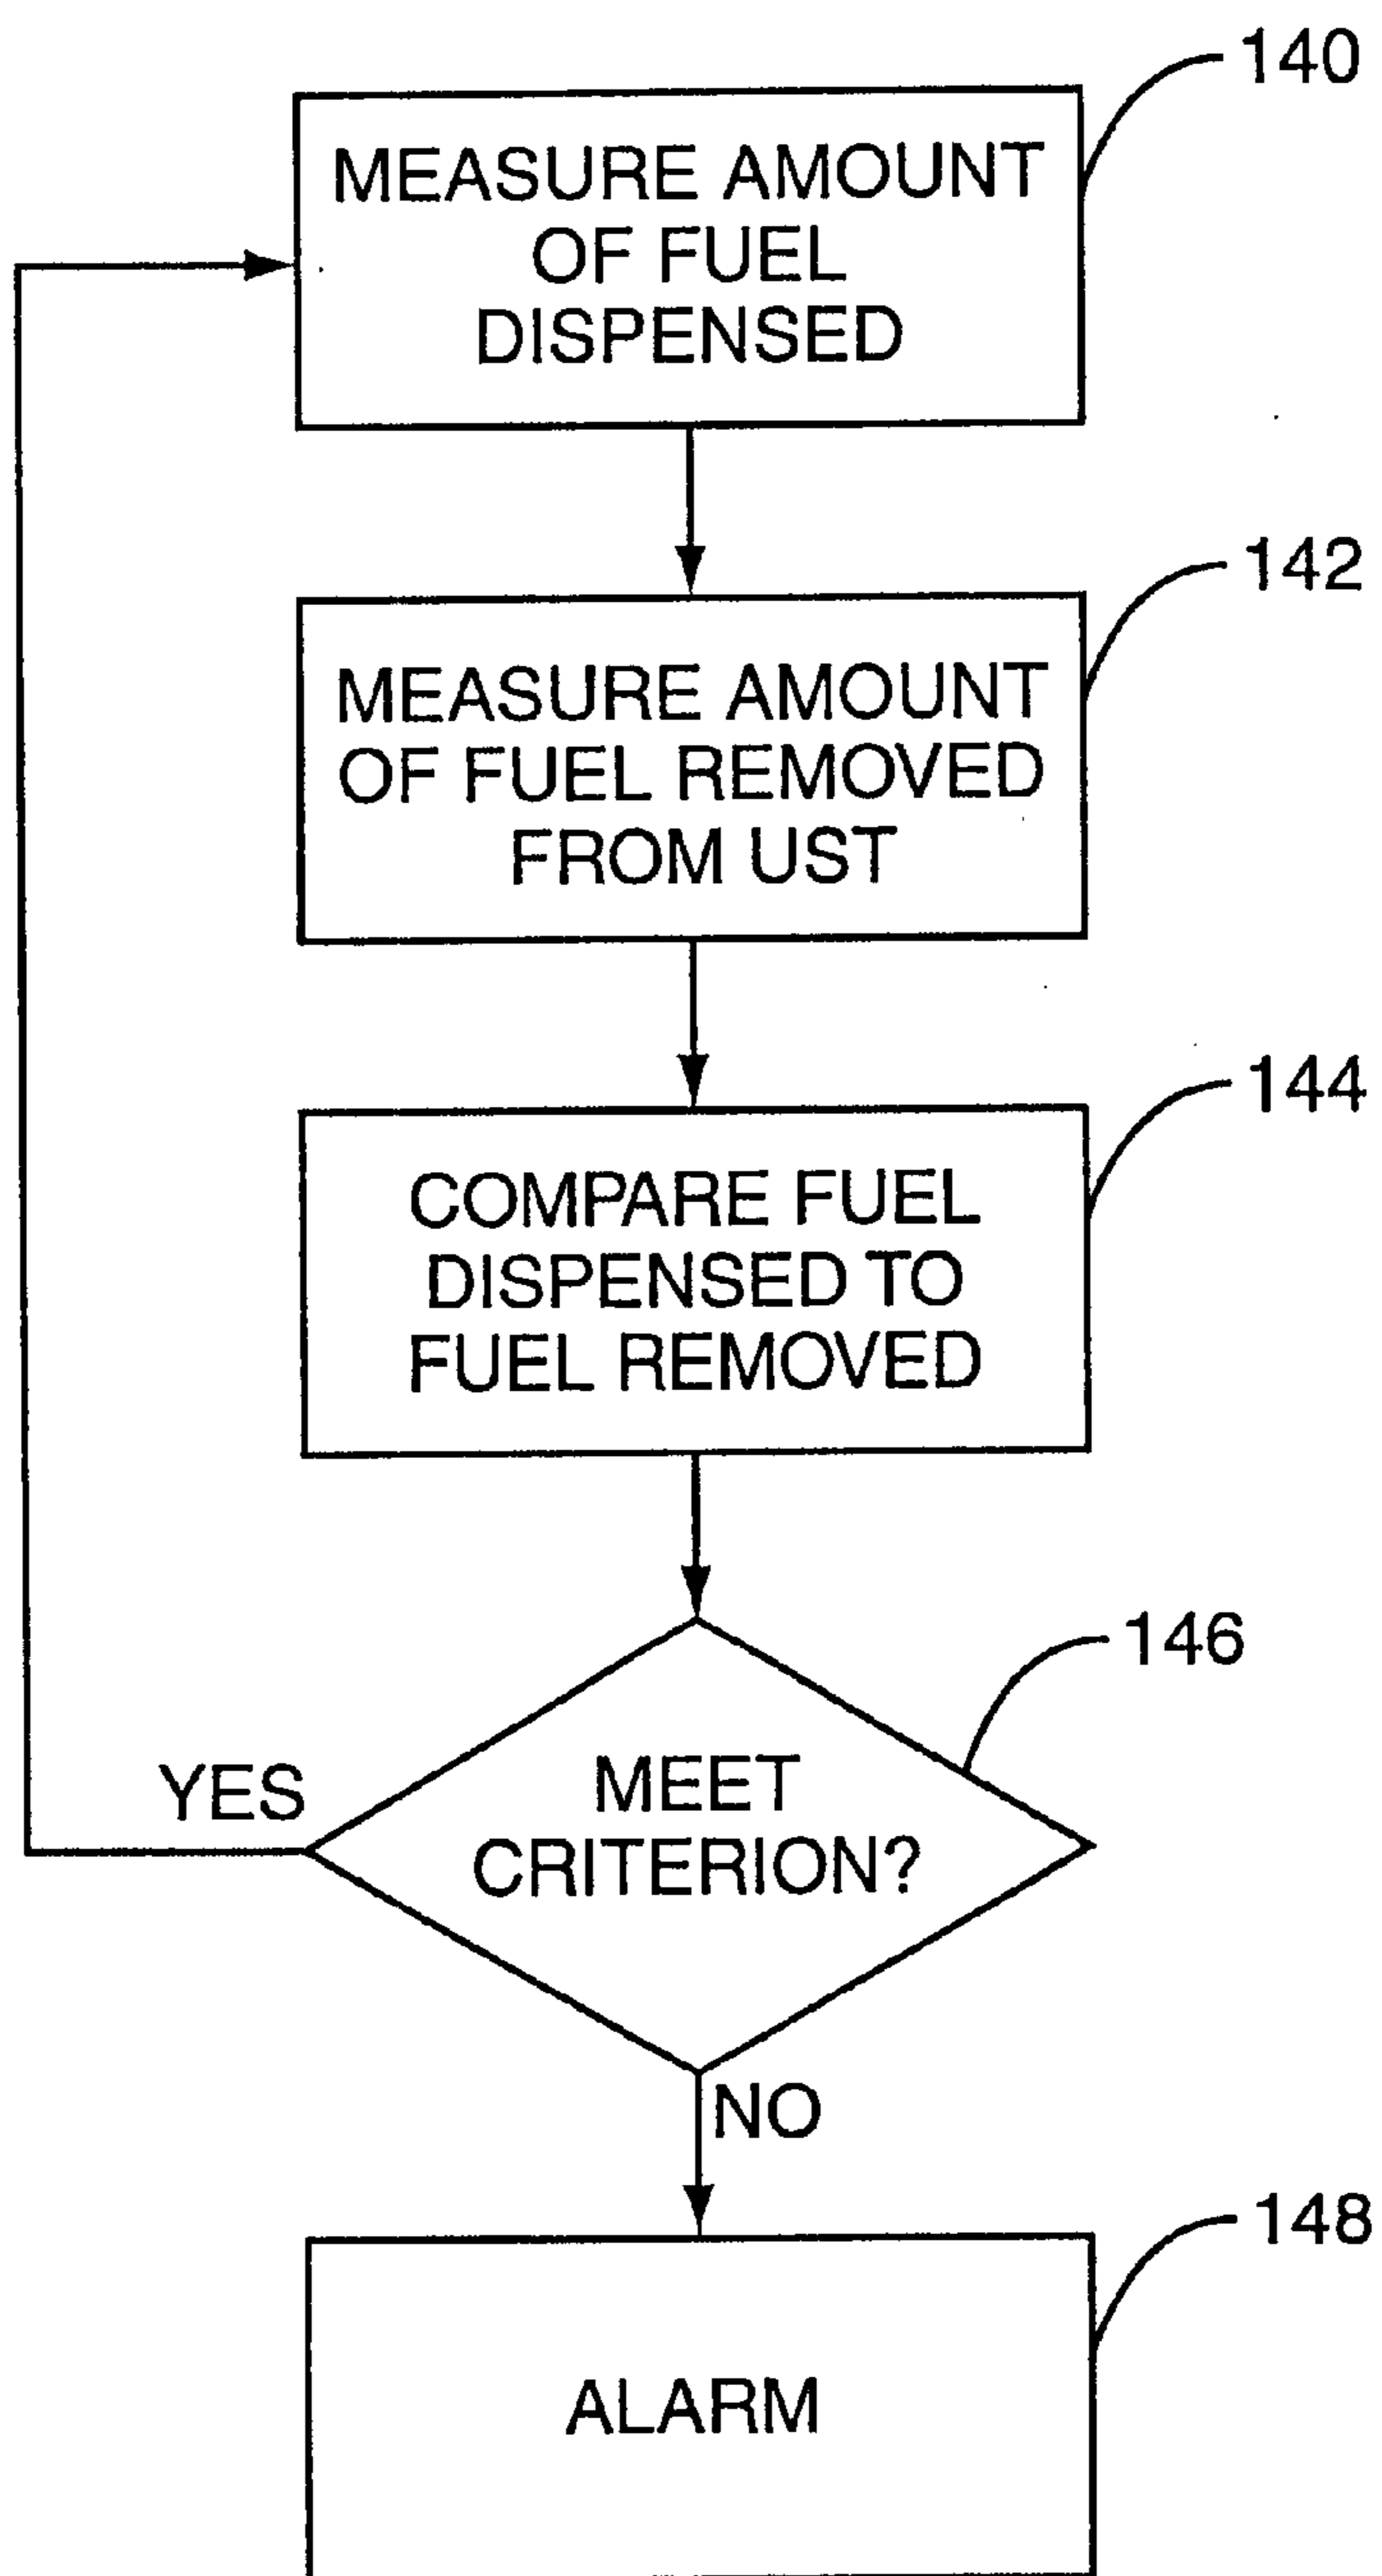 140
MEASURE AMOUNT
OF FUEL
DISPENSED
142
MEASURE AMOUNT
OF FUEL REMOVED
FROM UST
144
COMPARE FUEL
DISPENSED TO
FUEL REMOVED
146
MEET
CRITERION?
YES
NO
148
ALARM